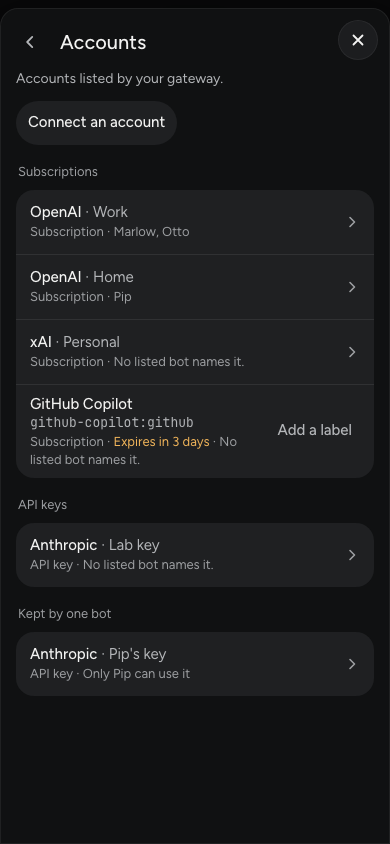 Accounts
Accounts listed by your gateway.
Connect an account
Subscriptions
OpenAI · Work
Subscription · Marlow, Otto
OpenAI · Home
Subscription · Pip
xAI · Personal
Subscription · No listed bot names it.
GitHub Copilot
github-copilot:github
Subscription · Expires in 3 days · No
listed bot names it.
Add a label
API keys
Anthropic · Lab key
API key · No listed bot names it.
Kept by one bot
Anthropic · Pip's key
API key · Only Pip can use it